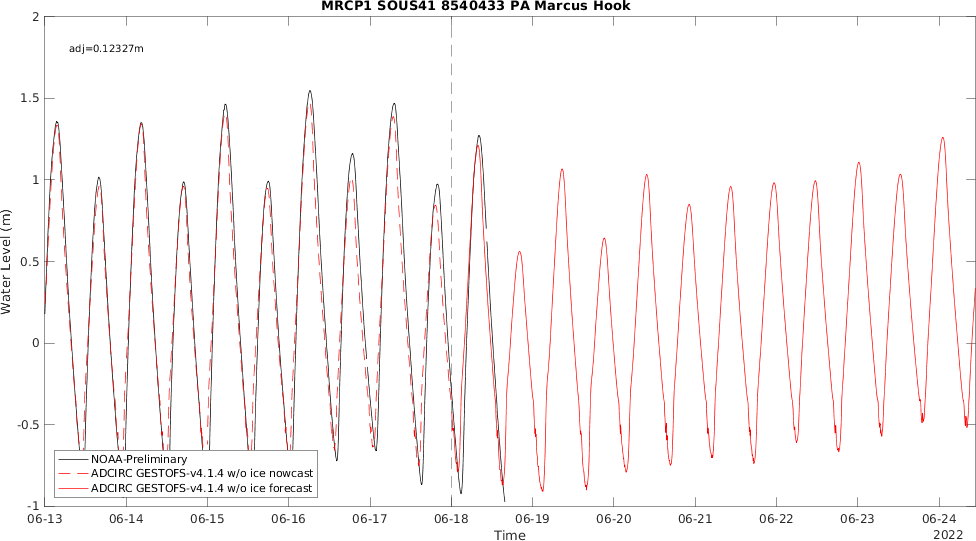 MRCP1 SOUS41 8540433 PA Marcus Hook
adj=0.12327m
Water Level (m)
2
1.5
1
0.5
0
-0.5
-1
NOAA-Preliminary
ADCIRC GESTOFS-v4.1.4 w/o ice nowcast
ADCIRC GESTOFS-v4.1.4 w/o ice forecast
06-13 06-14 06-15 06-16 06-17 06-18 06-19 06-20 06-21 06-22 06-23 06-24
Time
2022